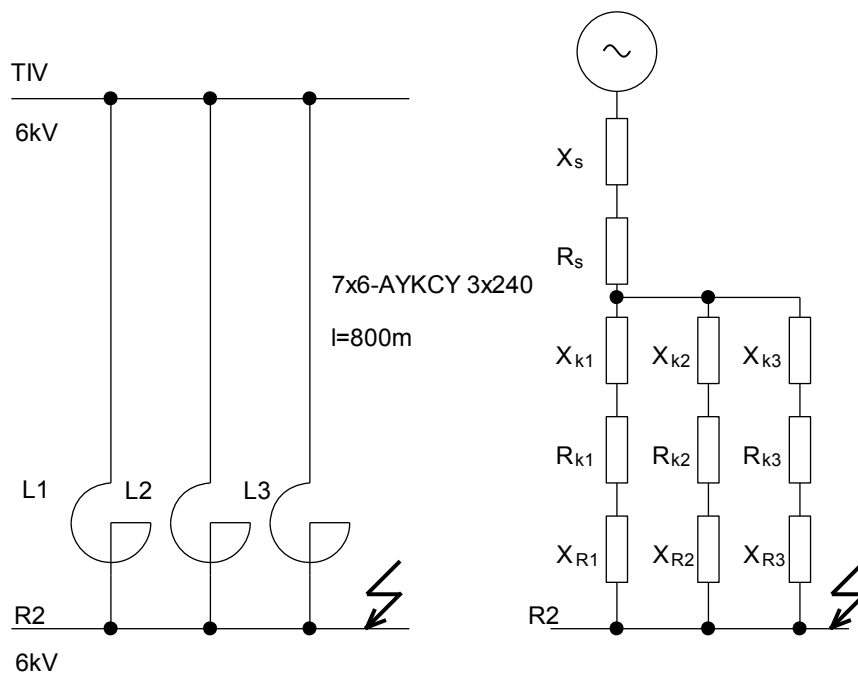 TIV
6kV
7x6-AYKCY 3x240
l=800m
L1
L2
L3
R2
6kV
~
Xs
Rs
Xk1
Xk2
Xk3
Rk1
Rk2
Rk3
XR1
XR2
XR3
R2